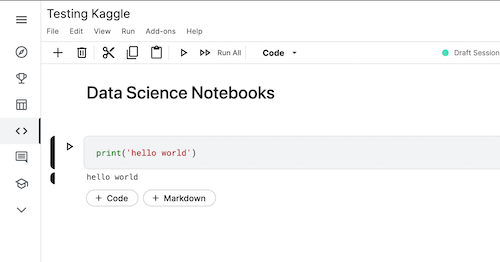 Testing Kaggle
File Edit View Run Add-ons Help
Run All Code Draft Session
Data Science Notebooks
print('hello world')
hello world
+ Code + Markdown